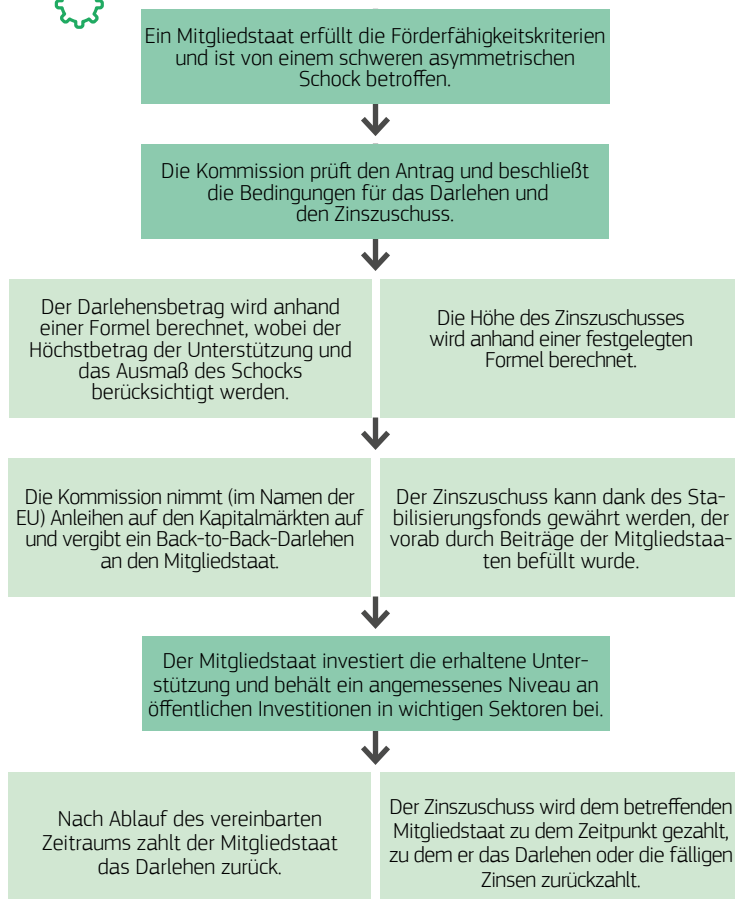 Ein Mitgliedstaat erfüllt die Förderfähigkeitskriterien
und ist von einem schweren asymmetrischen
Schock betroffen.
Die Kommission prüft den Antrag und beschließt
die Bedingungen für das Darlehen und
den Zinszuschuss.
Der Darlehensbetrag wird anhand
einer Formel berechnet, wobei der
Höchstbetrag der Unterstützung und
das Ausmaß des Schocks
berücksichtigt werden.
Die Höhe des Zinszuschusses
wird anhand einer festgelegten
Formel berechnet.
Die Kommission nimmt (im Namen der
EU) Anleihen auf den Kapitalmärkten auf
und vergibt ein Back-to-Back-Darlehen
an den Mitgliedstaat.
Der Zinszuschuss kann dank des Sta-
bilisierungsfonds gewährt werden, der
vorab durch Beiträge der Mitgliedstaa-
ten befüllt wurde.
Der Mitgliedstaat investiert die erhaltene Unter-
stützung und behält ein angemessenes Niveau an
öffentlichen Investitionen in wichtigen Sektoren bei.
Nach Ablauf des vereinbarten
Zeitraums zahlt der Mitgliedstaat
das Darlehen zurück.
Der Zinszuschuss wird dem betreffenden
Mitgliedstaat zu dem Zeitpunkt gezahlt,
zu dem er das Darlehen oder die fälligen
Zinsen zurückzahlt.